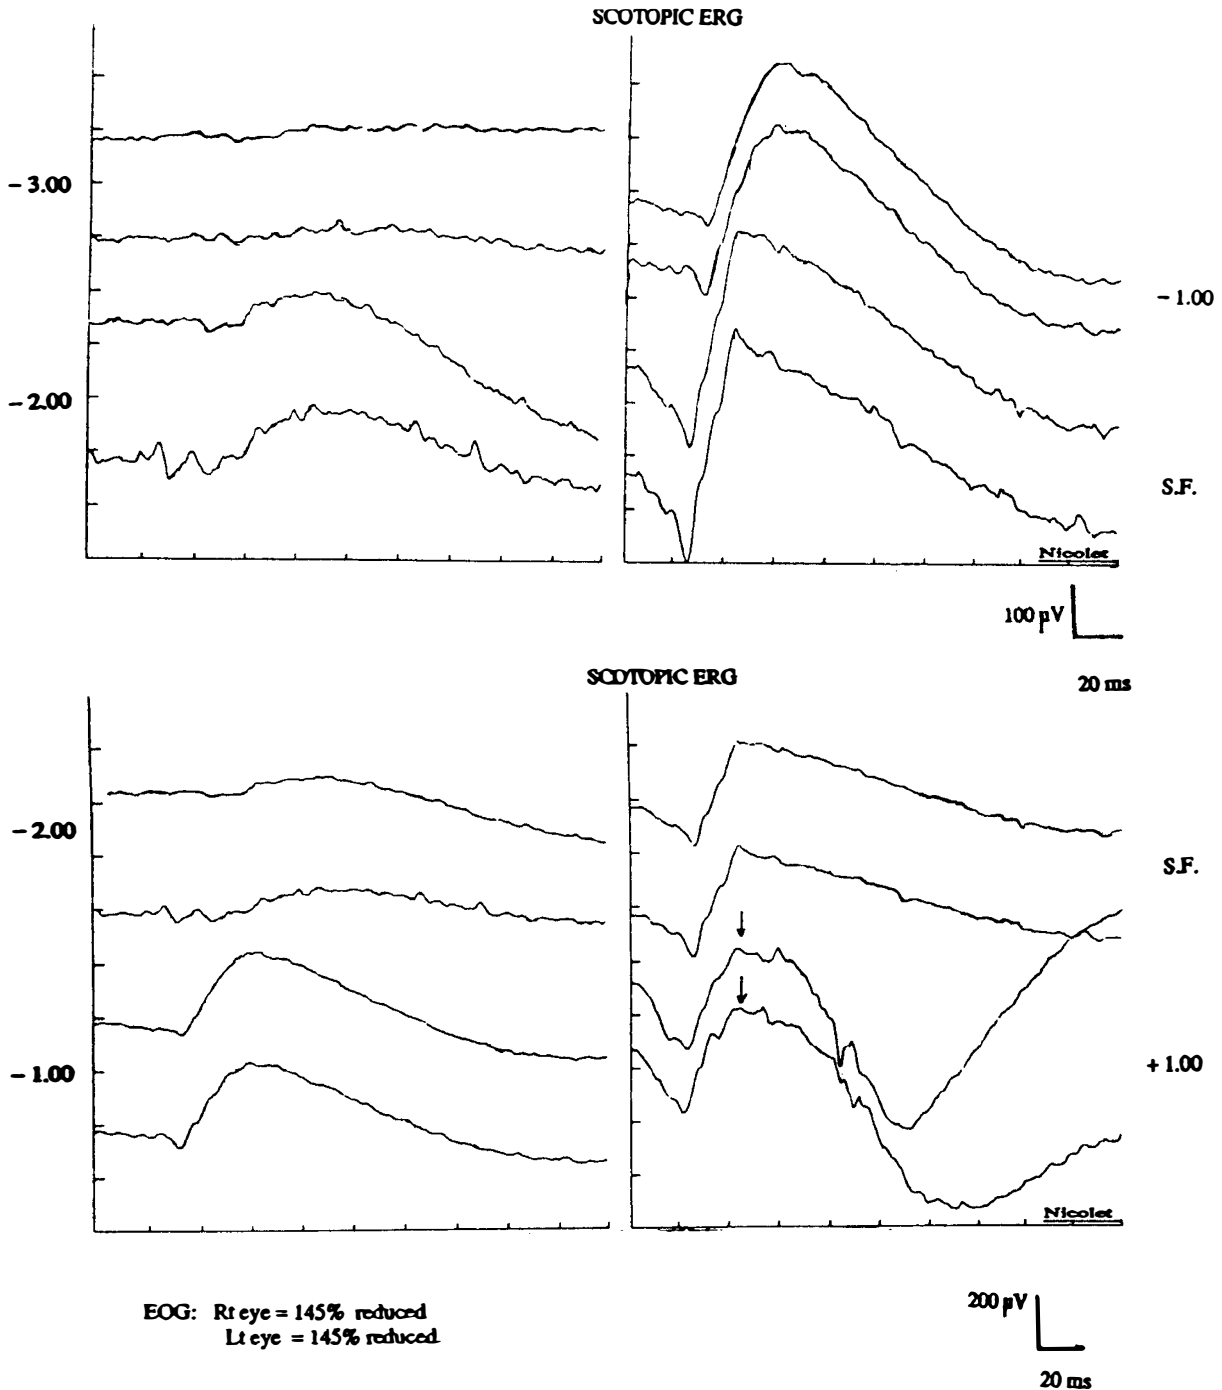 SCOTOPIC ERG
- 3.00
- 2.00
- 1.00
S.F.
Nicolet
100 µV
20 ms
SCOTOPIC ERG
- 2.00
- 1.00
S.F.
+ 1.00
Nicolet
EOG: Rt eye = 145% reduced
Lt eye = 145% reduced
200 µV
20 ms